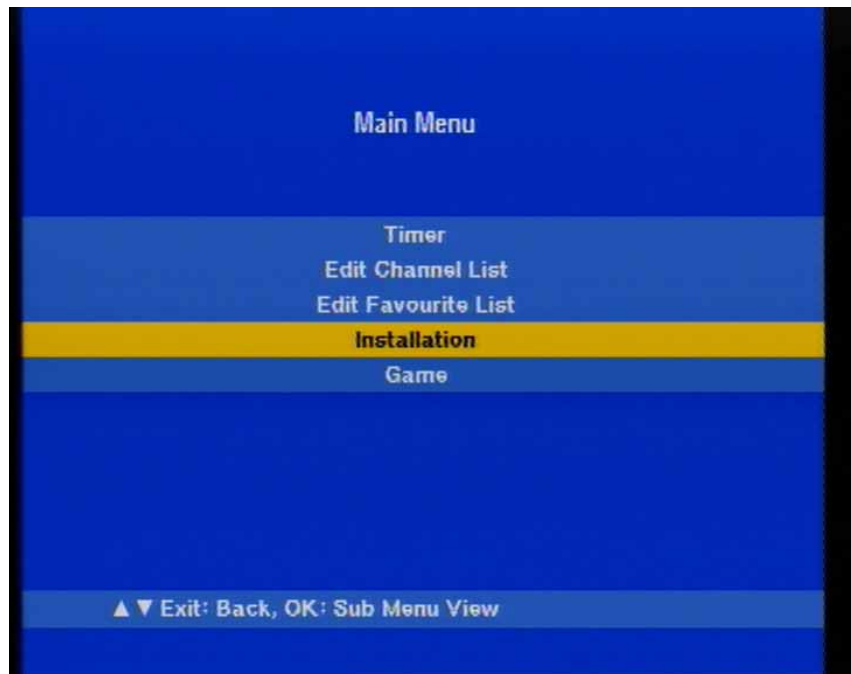 Main Menu
Timer
Edit Channel List
Edit Favourite List
Installation
Game
▲ ▼ Exit: Back, OK: Sub Menu View